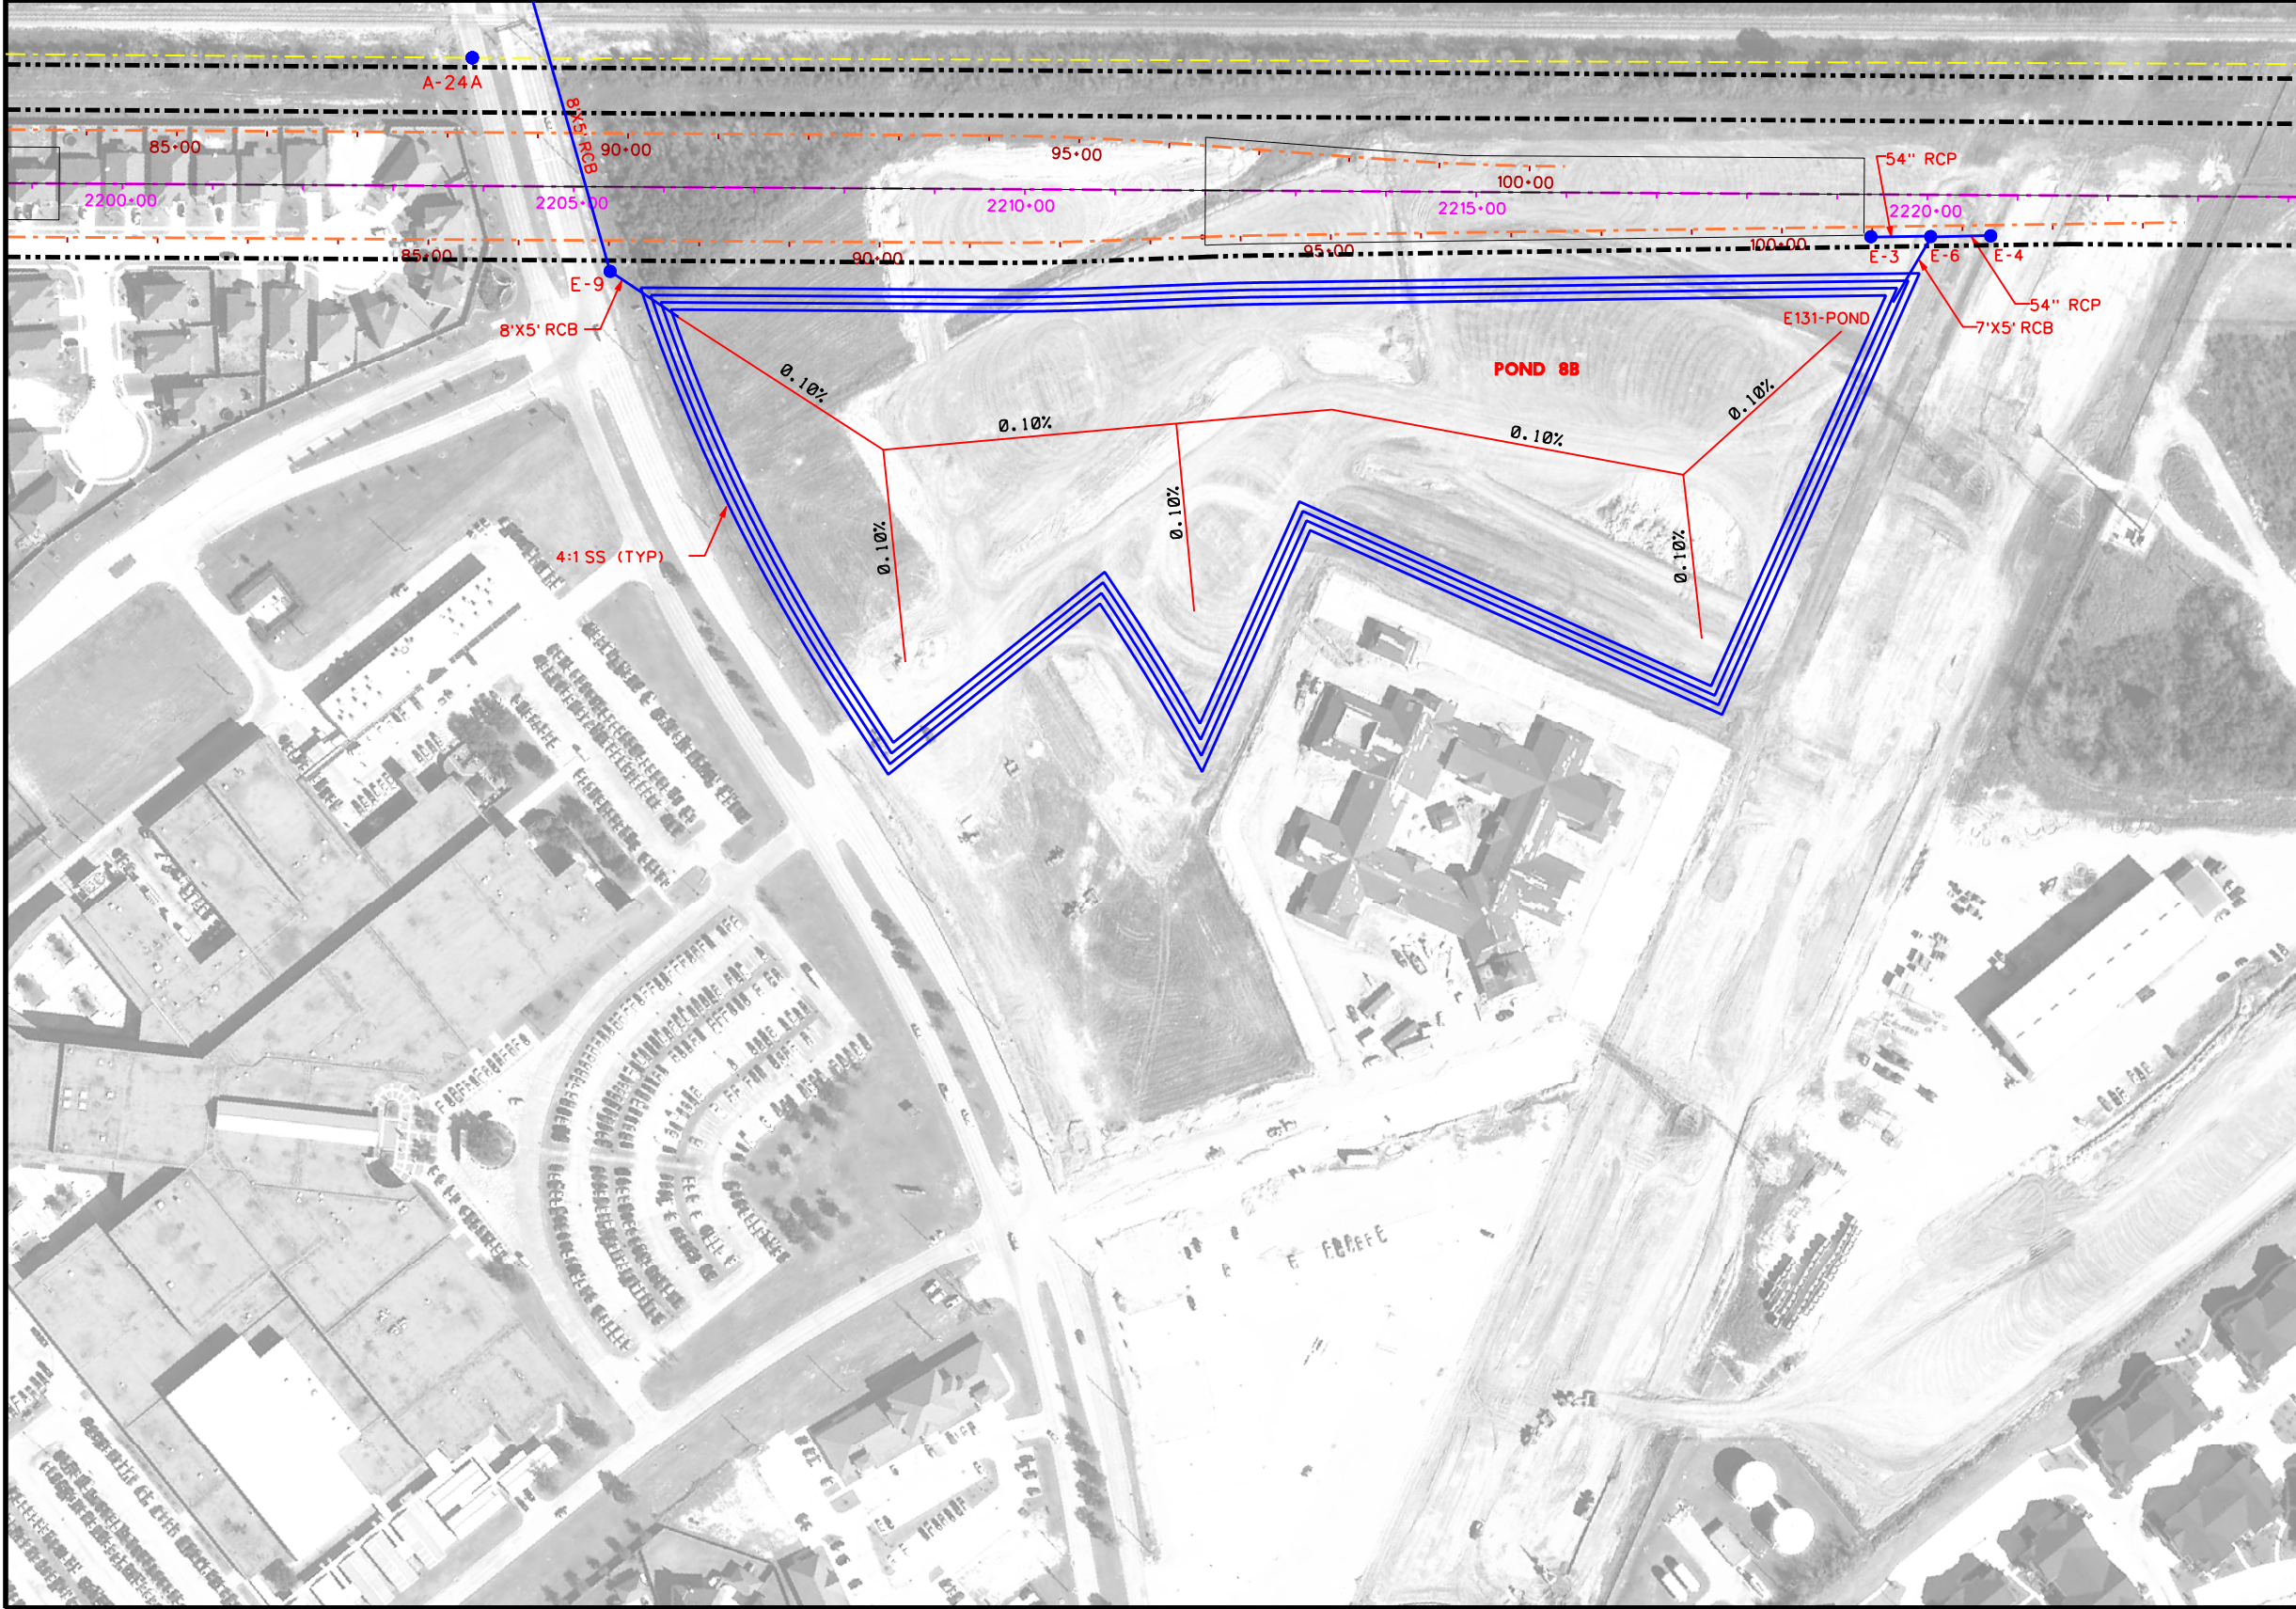 A-24A
8'X5' RCB
85+00
90+00
95+00
100+00
54" RCP
2200+00
2205+00
2210+00
2215+00
2220+00
85+00
90+00
95+00
100+00
E-3
E-6
E-4
E-9
8'X5' RCB
54" RCP
7'X5' RCB
E131-POND
POND 8B
0.10%
0.10%
0.10%
0.10%
0.10%
0.10%
0.10%
4:1 SS (TYP)